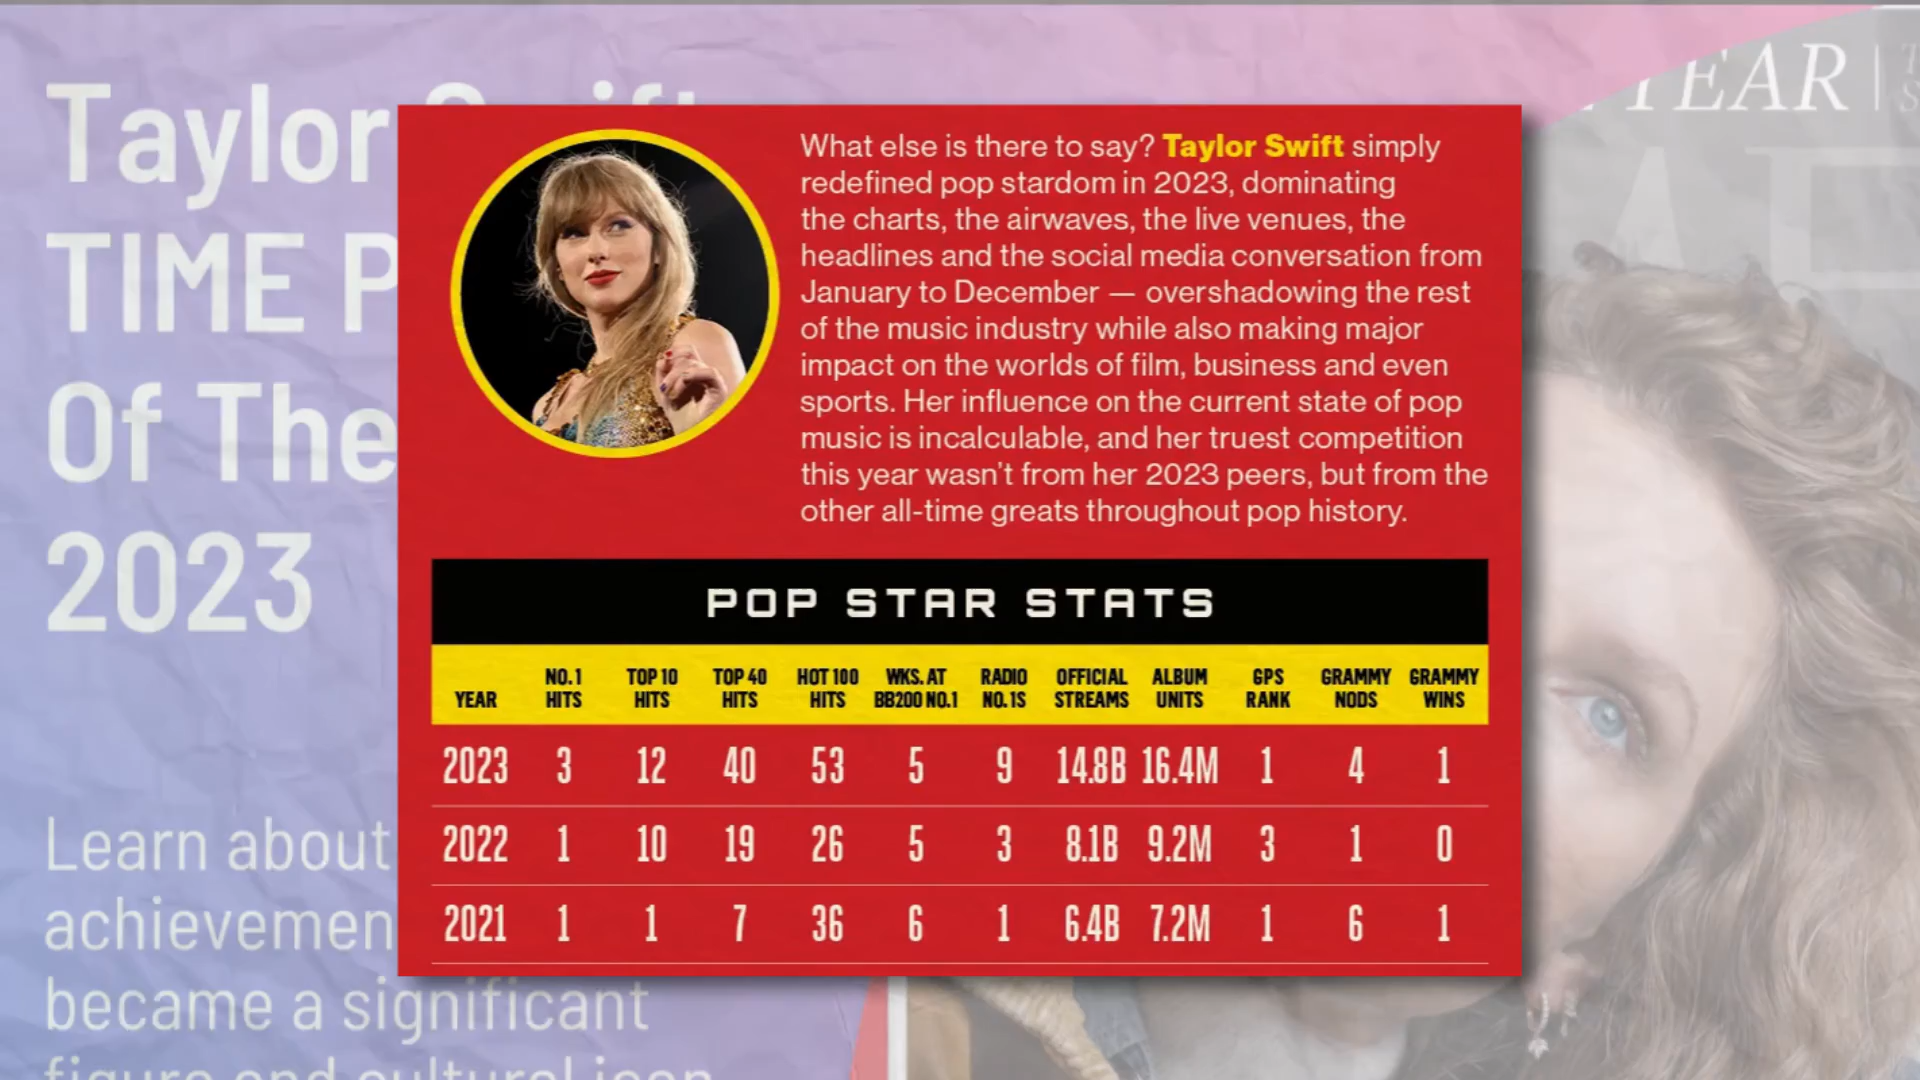 Taylor
TIME P
Of The
2023
Learn about
achievemen
became a significant
figure and cultural icon
YEAR
What else is there to say? Taylor Swift simply
redefined pop stardom in 2023, dominating
the charts, the airwaves, the live venues, the
headlines and the social media conversation from
January to December — overshadowing the rest
of the music industry while also making major
impact on the worlds of film, business and even
sports. Her influence on the current state of pop
music is incalculable, and her truest competition
this year wasn't from her 2023 peers, but from the
other all-time greats throughout pop history.
POP STAR STATS
YEAR NO. 1 HITS TOP 10 HITS TOP 40 HITS HOT 100 HITS WKS. AT BB200 NO.1 RADIO NO. 1S OFFICIAL STREAMS ALBUM UNITS GPS RANK GRAMMY NODS GRAMMY WINS
2023 3 12 40 53 5 9 14.8B 16.4M 1 4 1
2022 1 10 19 26 5 3 8.1B 9.2M 3 1 0
2021 1 1 7 36 6 1 6.4B 7.2M 1 6 1